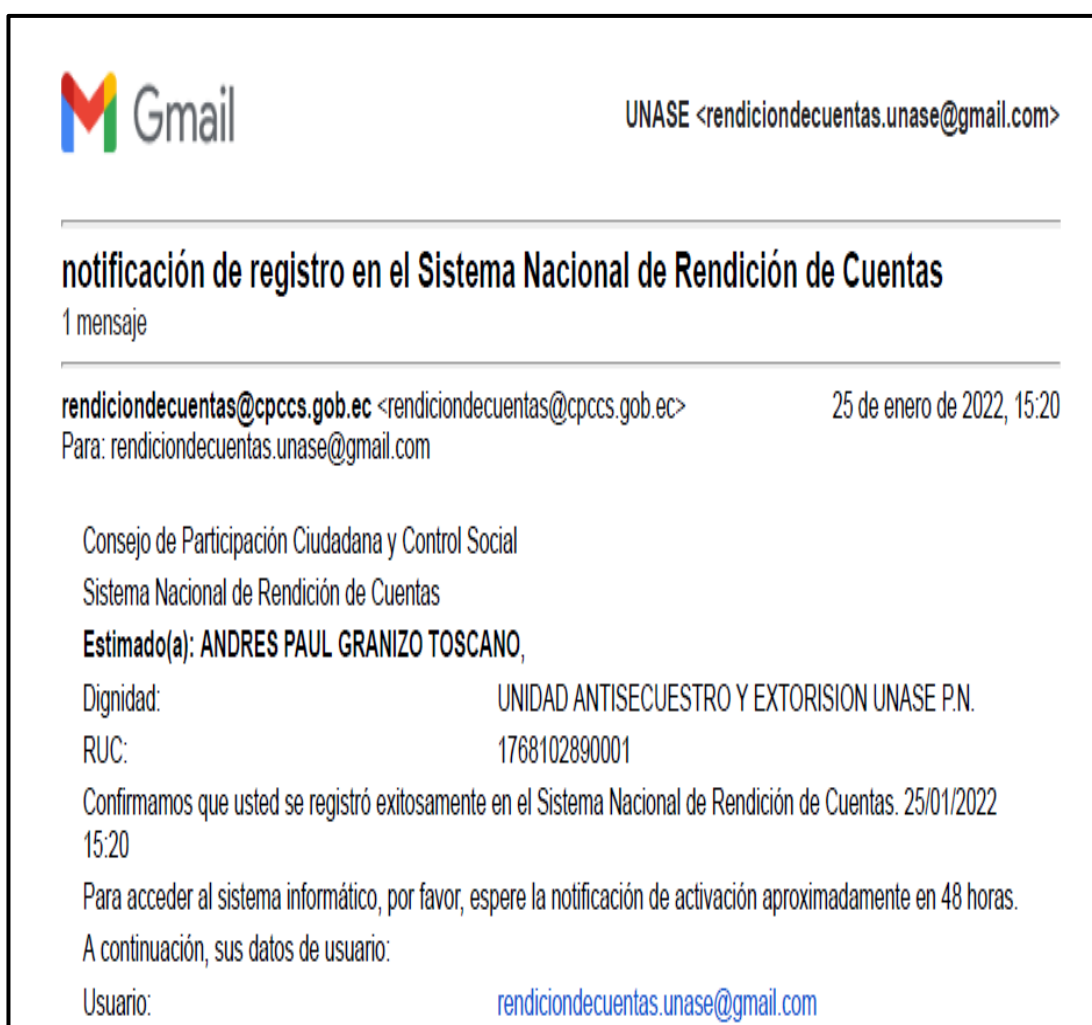 Gmail
UNASE <rendiciondecuentas.unase@gmail.com>
notificación de registro en el Sistema Nacional de Rendición de Cuentas
1 mensaje
rendiciondecuentas@cpccs.gob.ec <rendiciondecuentas@cpccs.gob.ec> 25 de enero de 2022, 15:20
Para: rendiciondecuentas.unase@gmail.com
Consejo de Participación Ciudadana y Control Social
Sistema Nacional de Rendición de Cuentas
Estimado(a): ANDRES PAUL GRANIZO TOSCANO,
Dignidad: UNIDAD ANTISECUESTRO Y EXTORISION UNASE P.N.
RUC: 1768102890001
Confirmamos que usted se registró exitosamente en el Sistema Nacional de Rendición de Cuentas. 25/01/2022
15:20
Para acceder al sistema informático, por favor, espere la notificación de activación aproximadamente en 48 horas.
A continuación, sus datos de usuario:
Usuario: rendiciondecuentas.unase@gmail.com